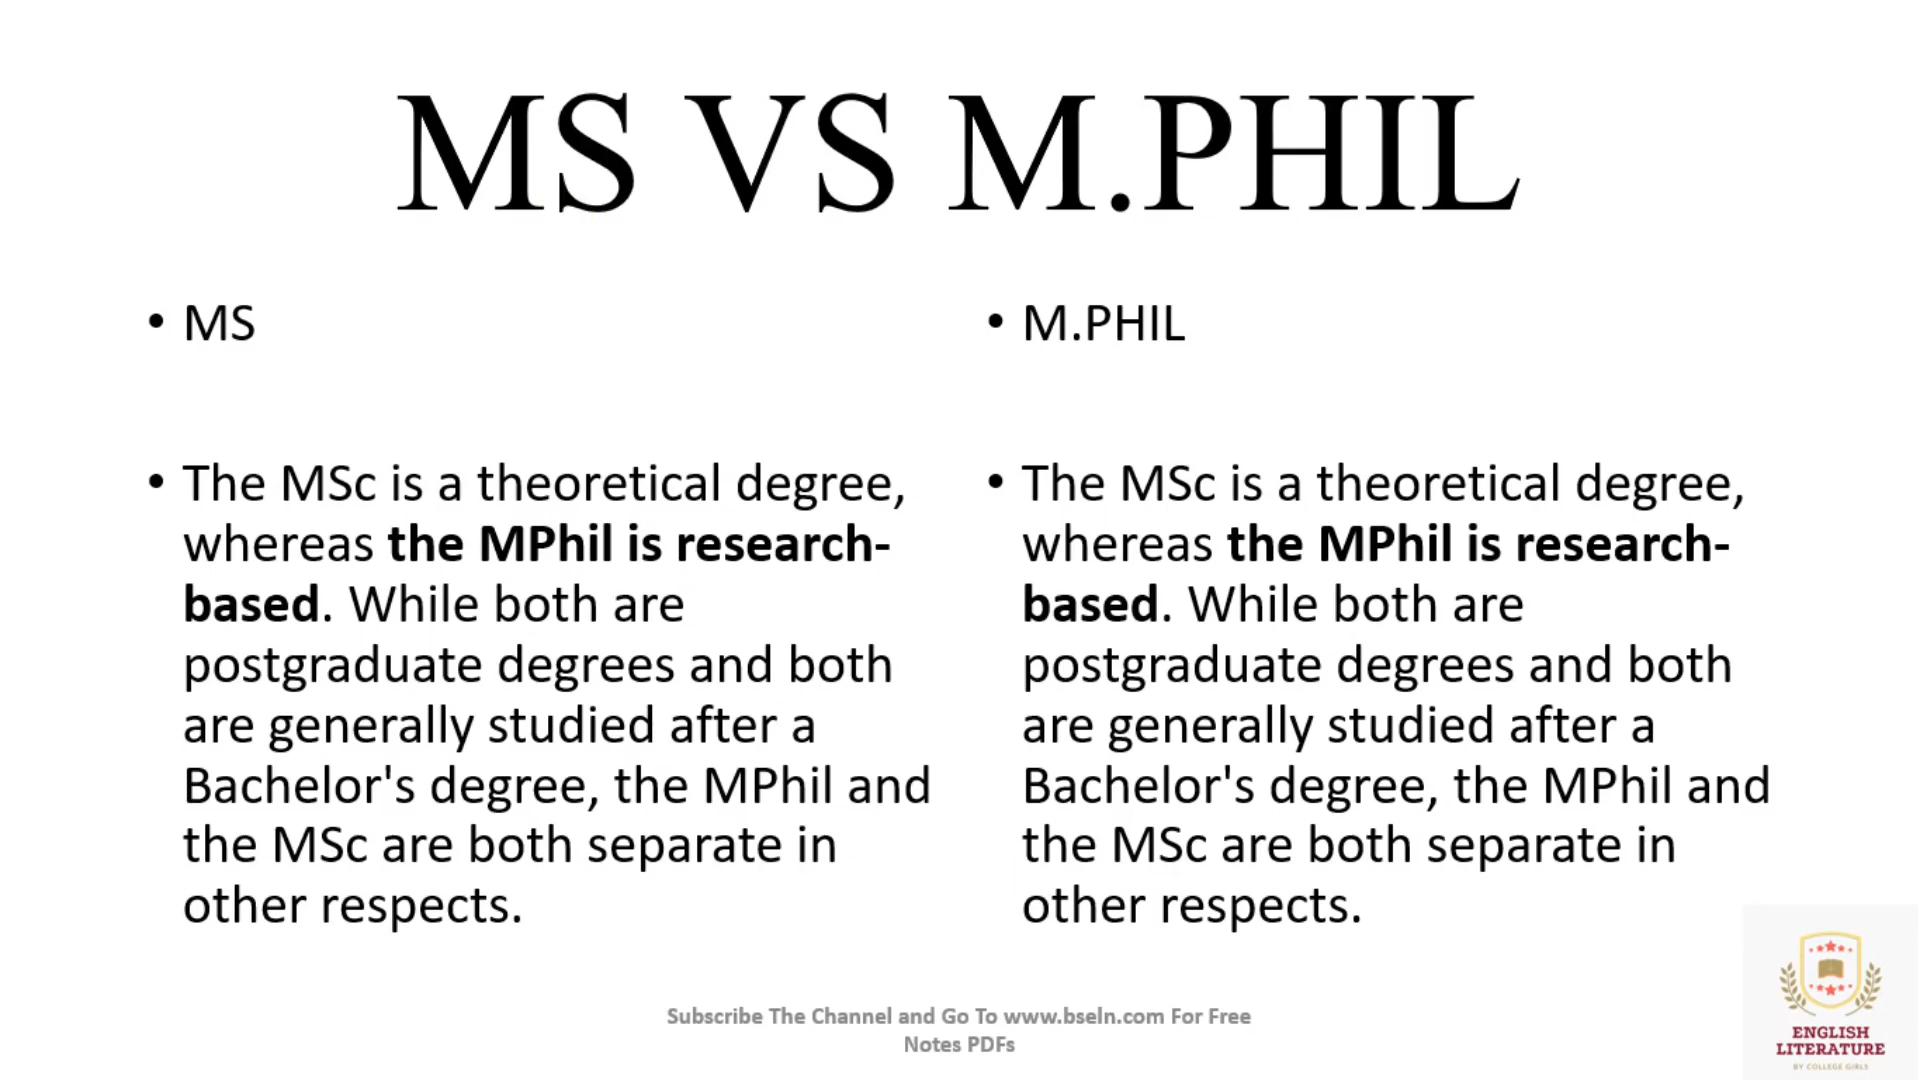 MS VS M.PHIL
• MS
• The MSc is a theoretical degree,
whereas the MPhil is research-
based. While both are
postgraduate degrees and both
are generally studied after a
Bachelor's degree, the MPhil and
the MSc are both separate in
other respects.
• M.PHIL
• The MSc is a theoretical degree,
whereas the MPhil is research-
based. While both are
postgraduate degrees and both
are generally studied after a
Bachelor's degree, the MPhil and
the MSc are both separate in
other respects.
Subscribe The Channel and Go To www.bseln.com For Free
Notes PDFs
ENGLISH
LITERATURE
BY COLLEGE GIRLS